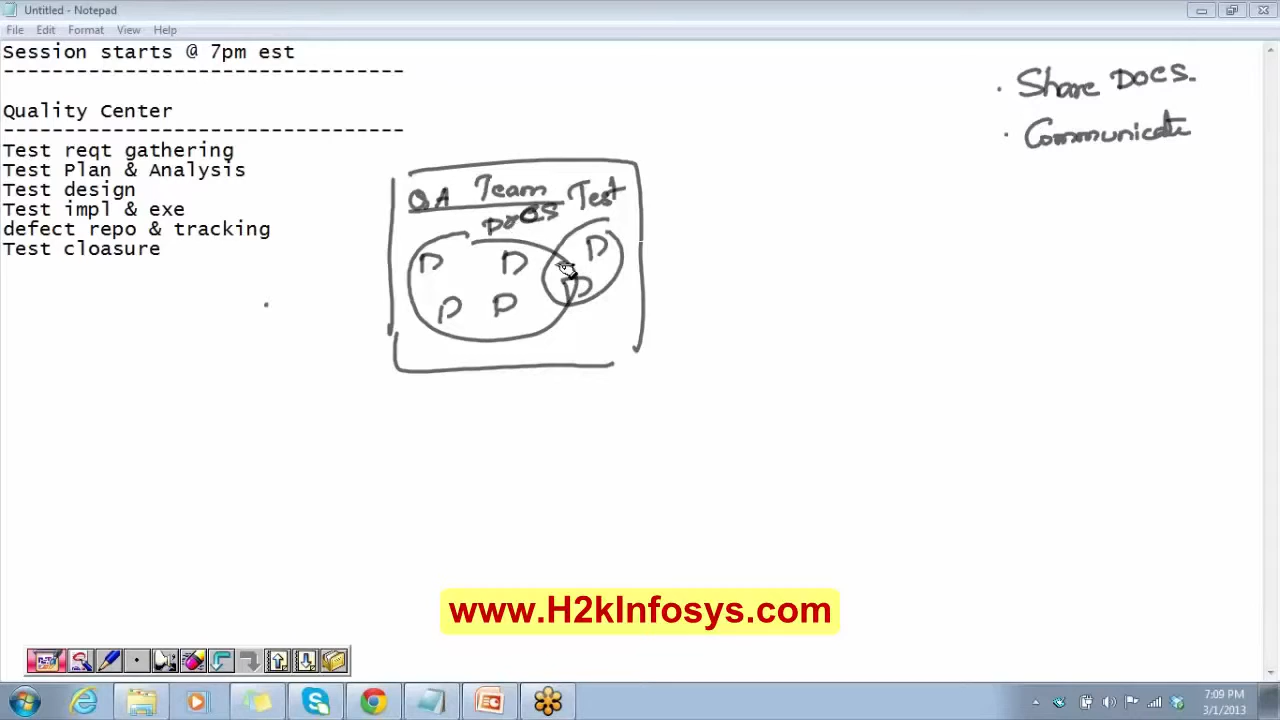 Untitled - Notepad
File Edit Format View Help
Session starts @ 7pm est
---------------------------------
Quality Center
---------------------------------
Test reqt gathering
Test Plan & Analysis
Test design
Test impl & exe
defect repo & tracking
Test cloasure
· Share Docs.
· Communicate
QA Team Test
Docs
D D D
D D D
www.H2kInfosys.com
7:09 PM
3/1/2013